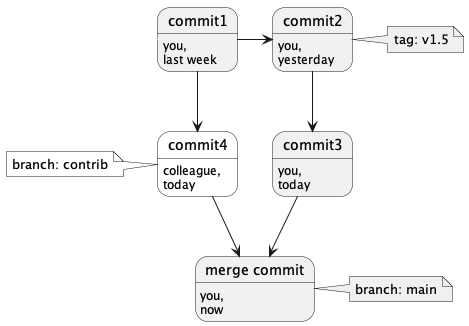 commit1
you,
last week
commit2
you,
yesterday
tag: v1.5
commit4
colleague,
today
branch: contrib
commit3
you,
today
merge commit
you,
now
branch: main